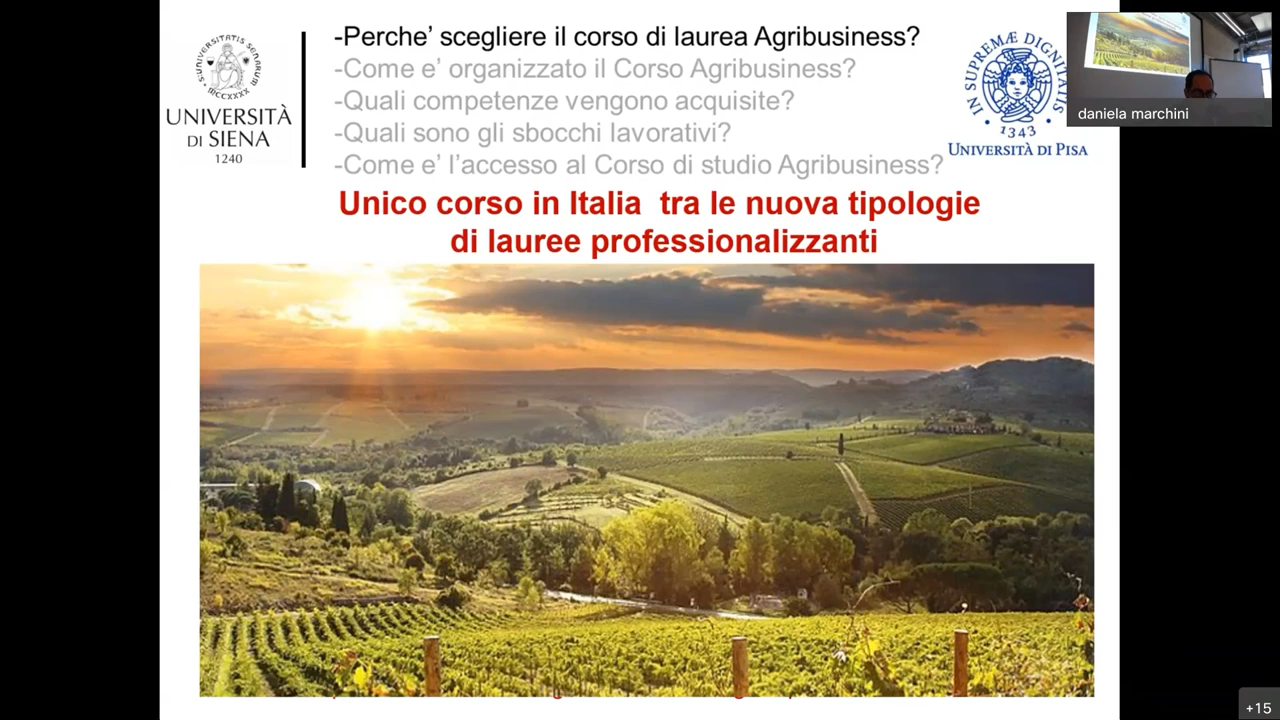 -Perche' scegliere il corso di laurea Agribusiness?
-Come e' organizzato il Corso Agribusiness?
-Quali competenze vengono acquisite?
-Quali sono gli sbocchi lavorativi?
-Come e' l'accesso al Corso di studio Agribusiness?
UNIVERSITÀ
DI SIENA
1240
IN SUPREMÆ DIGNITATIS
· 1343 ·
UNIVERSITÀ DI PISA
daniela marchini
Unico corso in Italia  tra le nuova tipologie
di lauree professionalizzanti
+15